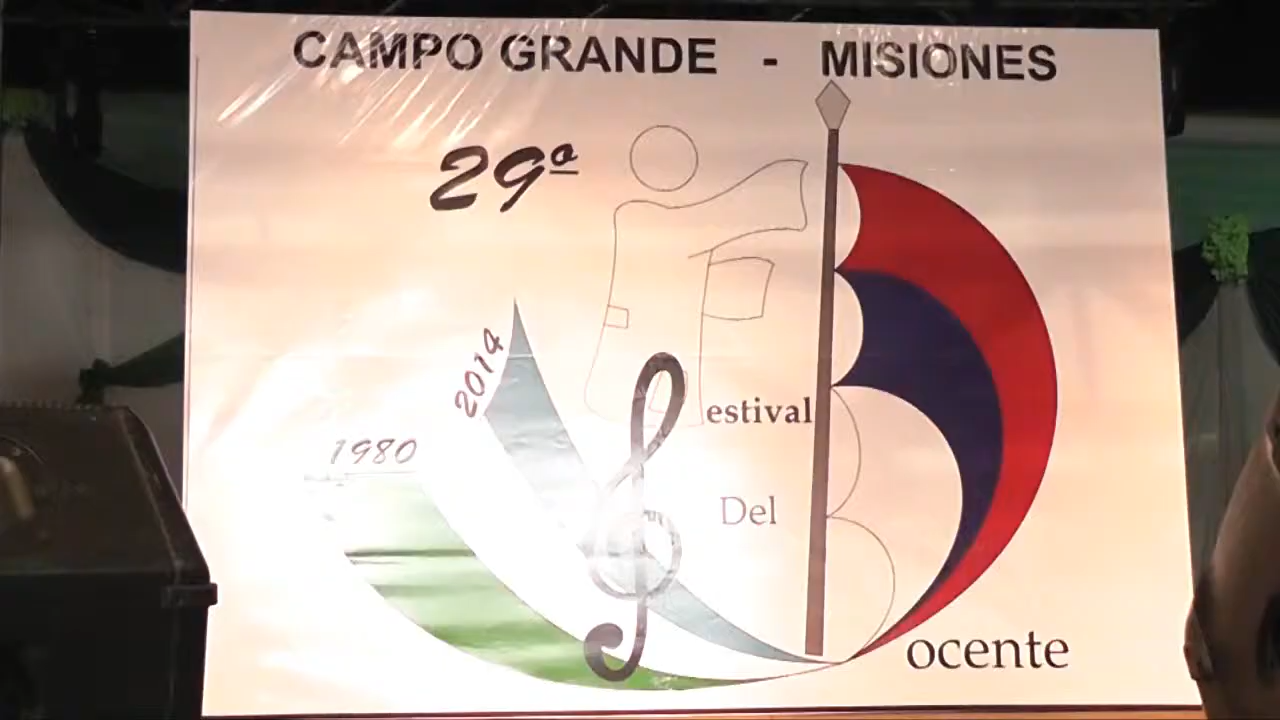 CAMPO GRANDE - MISIONES
29º
2014
1980
estival
Del
ocente